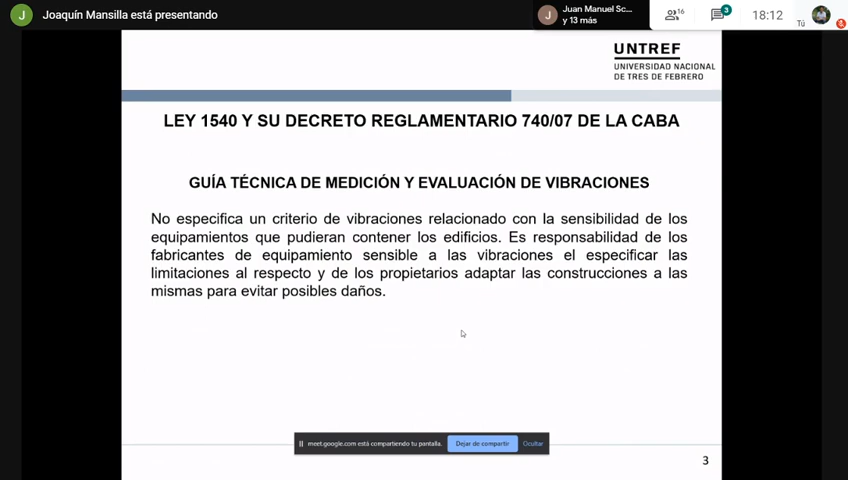 J Joaquín Mansilla está presentando
J Juan Manuel Sc...
y 13 más
16
3
18:12
Tú
UNTREF
UNIVERSIDAD NACIONAL
DE TRES DE FEBRERO
LEY 1540 Y SU DECRETO REGLAMENTARIO 740/07 DE LA CABA
GUÍA TÉCNICA DE MEDICIÓN Y EVALUACIÓN DE VIBRACIONES
No especifica un criterio de vibraciones relacionado con la sensibilidad de los
equipamientos que pudieran contener los edificios. Es responsabilidad de los
fabricantes de equipamiento sensible a las vibraciones el especificar las
limitaciones al respecto y de los propietarios adaptar las construcciones a las
mismas para evitar posibles daños.
meet.google.com está compartiendo tu pantalla. Dejar de compartir Ocultar
3